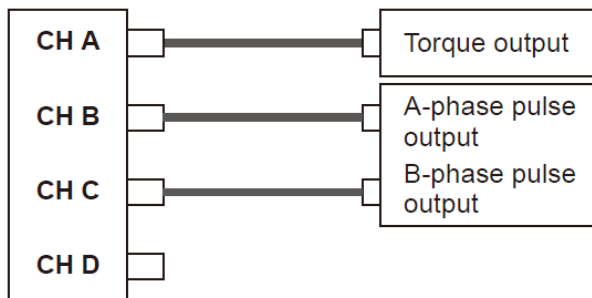 CH A
Torque output
CH B
A-phase pulse
output
CH C
B-phase pulse
output
CH D